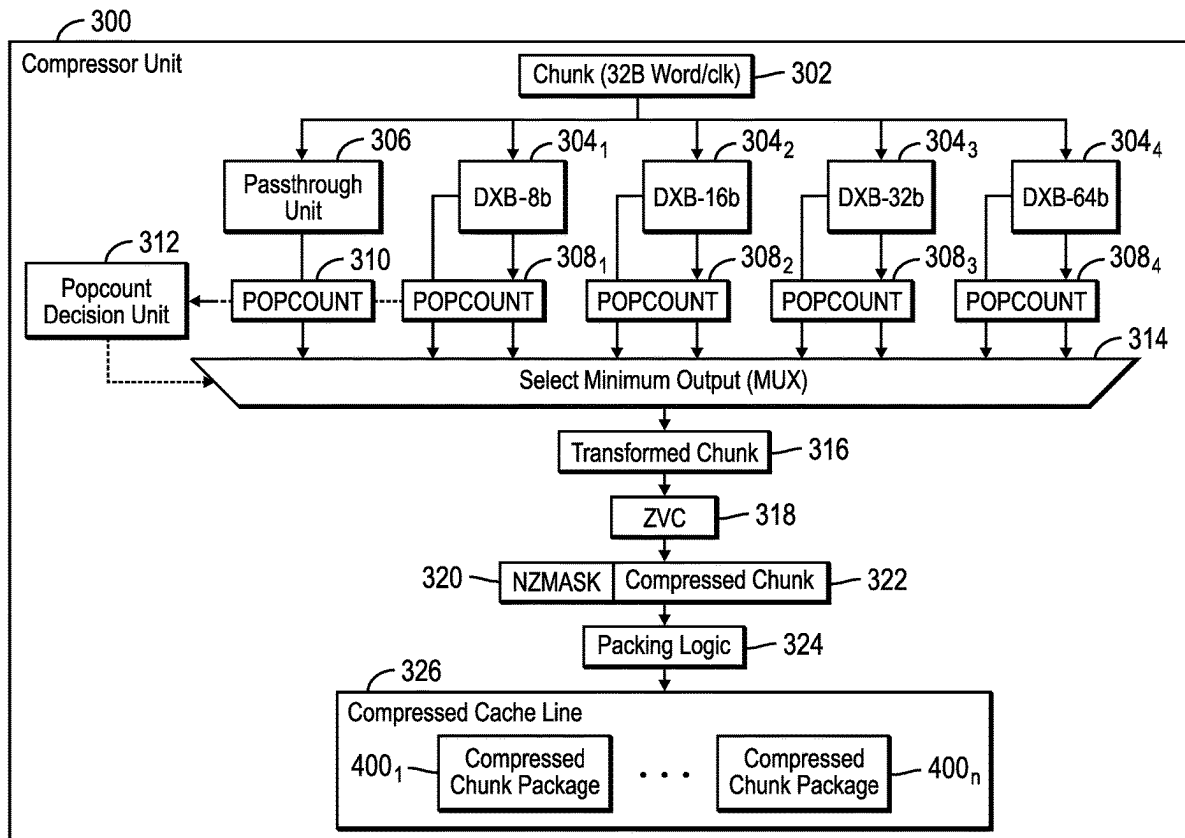 300
Compressor Unit
Chunk (32B Word/clk)
302
306
304₁
304₂
304₃
304₄
Passthrough
Unit
DXB-8b
DXB-16b
DXB-32b
DXB-64b
312
310
308₁
308₂
308₃
308₄
Popcount
Decision Unit
POPCOUNT
POPCOUNT
POPCOUNT
POPCOUNT
POPCOUNT
314
Select Minimum Output (MUX)
Transformed Chunk
316
ZVC
318
320
NZMASK
Compressed Chunk
322
Packing Logic
324
326
Compressed Cache Line
400₁
Compressed
Chunk Package
• • •
Compressed
Chunk Package
400ₙ